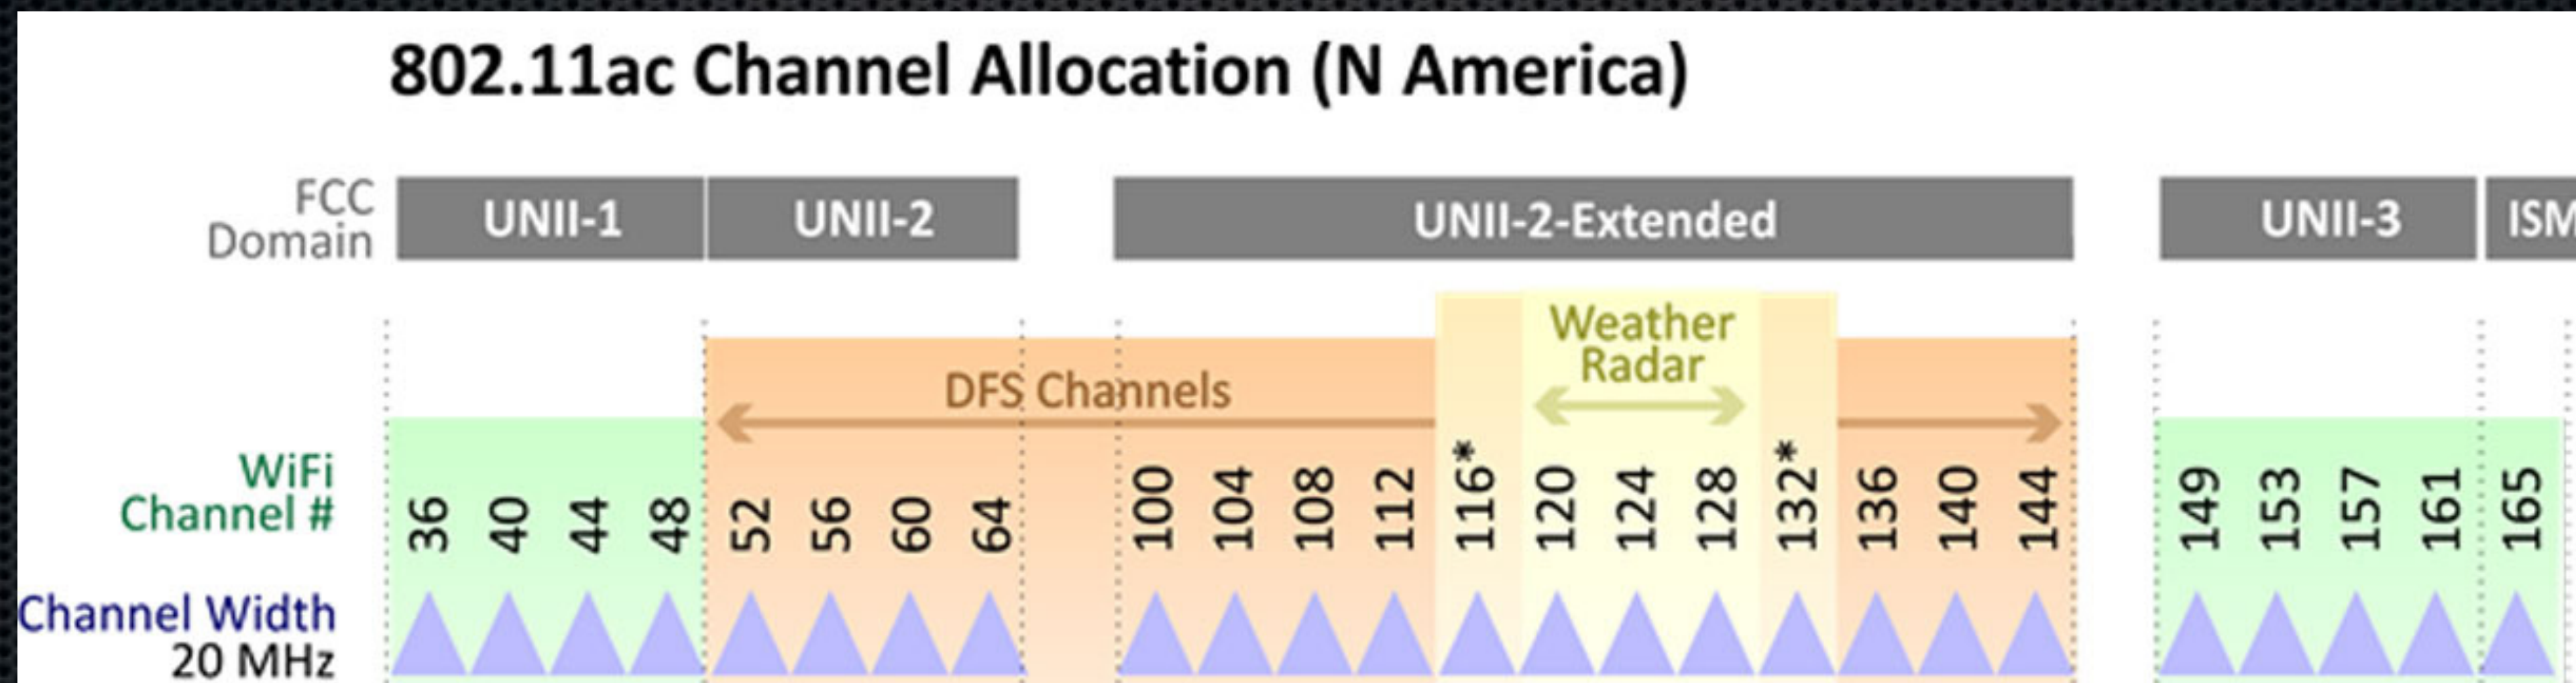 802.11ac Channel Allocation (N America)
FCC
Domain
UNII-1 UNII-2 UNII-2-Extended UNII-3 ISM
Weather
Radar
DFS Channels
WiFi
Channel #
36 40 44 48 52 56 60 64 100 104 108 112 116* 120 124 128 132* 136 140 144 149 153 157 161 165
Channel Width
20 MHz